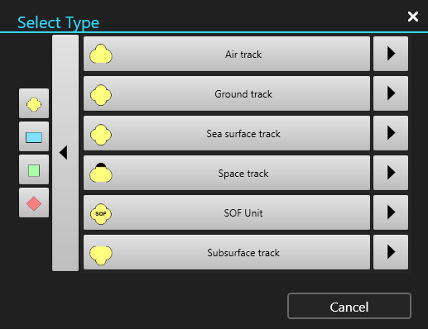 Select Type
Air track
Ground track
Sea surface track
Space track
SOF
SOF Unit
Subsurface track
Cancel